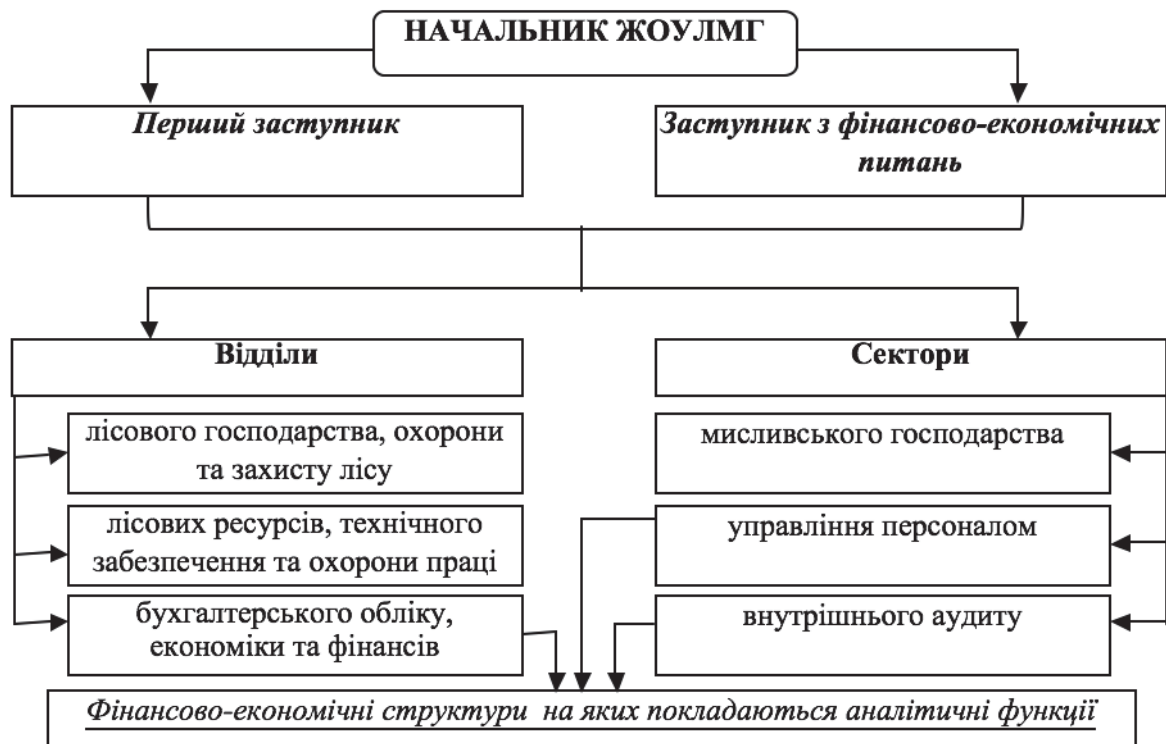 НАЧАЛЬНИК ЖОУЛМГ
Перший заступник
Заступник з фінансово-економічних
питань
Відділи
Сектори
лісового господарства, охорони
та захисту лісу
мисливського господарства
лісових ресурсів, технічного
забезпечення та охорони праці
управління персоналом
бухгалтерського обліку,
економіки та фінансів
внутрішнього аудиту
Фінансово-економічні структури на яких покладаються аналітичні функції